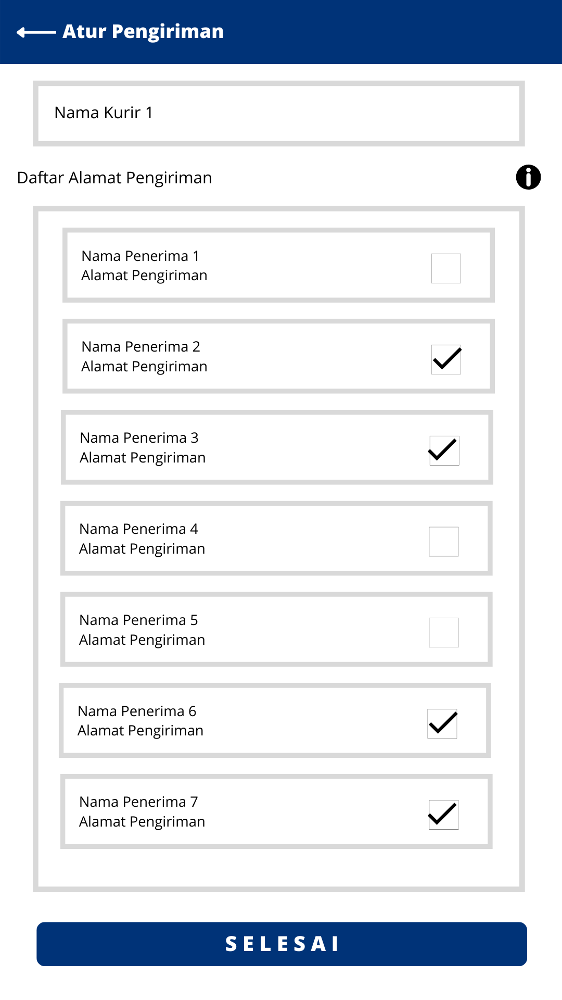 Atur Pengiriman
Nama Kurir 1
Daftar Alamat Pengiriman
Nama Penerima 1
Alamat Pengiriman
Nama Penerima 2
Alamat Pengiriman
Nama Penerima 3
Alamat Pengiriman
Nama Penerima 4
Alamat Pengiriman
Nama Penerima 5
Alamat Pengiriman
Nama Penerima 6
Alamat Pengiriman
Nama Penerima 7
Alamat Pengiriman
SELESAI